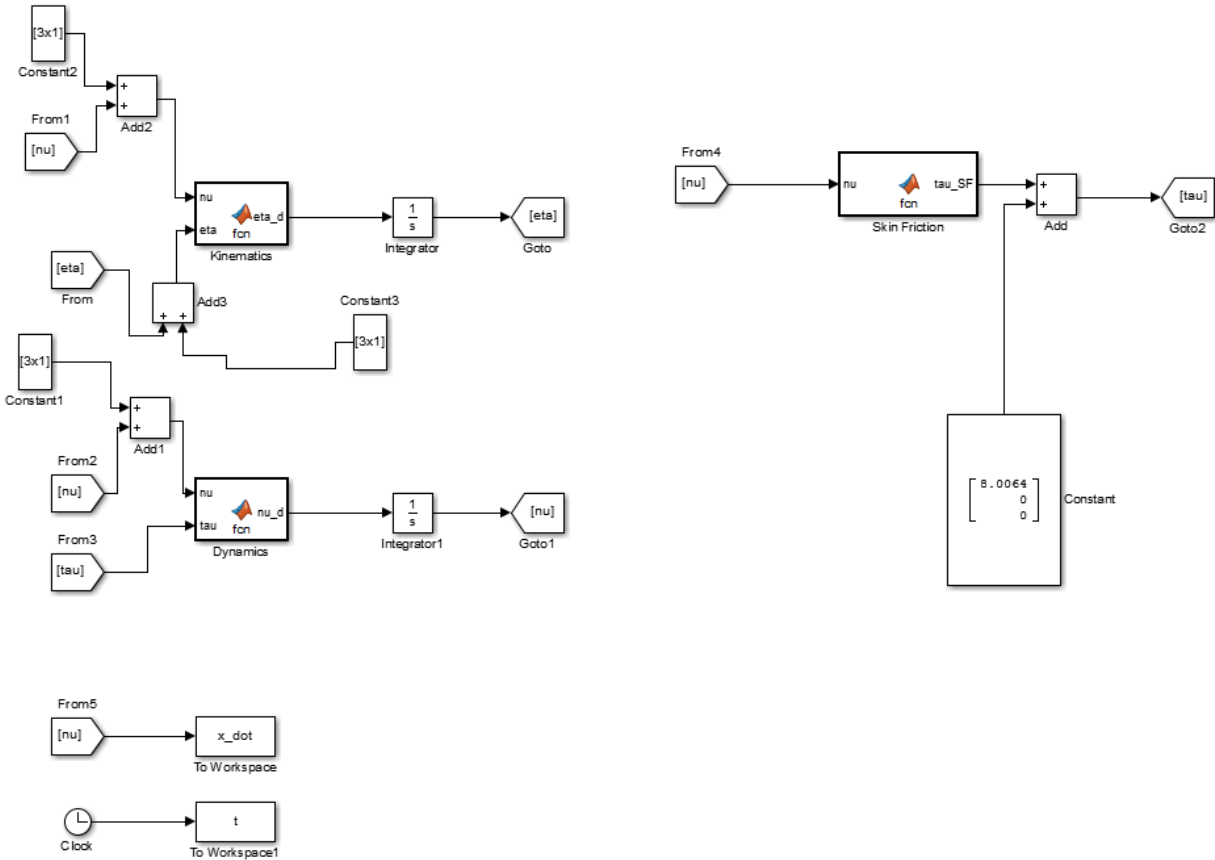 [3x1]
Constant2
+
+
Add2
From1
[nu]
nu
eta
eta_d
fcn
Kinematics
1
s
Integrator
[eta]
Goto
[eta]
From
+ +
Add3
Constant3
[3x1]
[3x1]
Constant1
+
+
Add1
From2
[nu]
From3
[tau]
nu
tau
nu_d
fcn
Dynamics
1
s
Integrator1
[nu]
Goto1
From4
[nu]
nu
tau_SF
fcn
Skin Friction
+
+
Add
[tau]
Goto2
8.0064
0
0
Constant
From5
[nu]
x_dot
To Workspace
Clock
t
To Workspace1